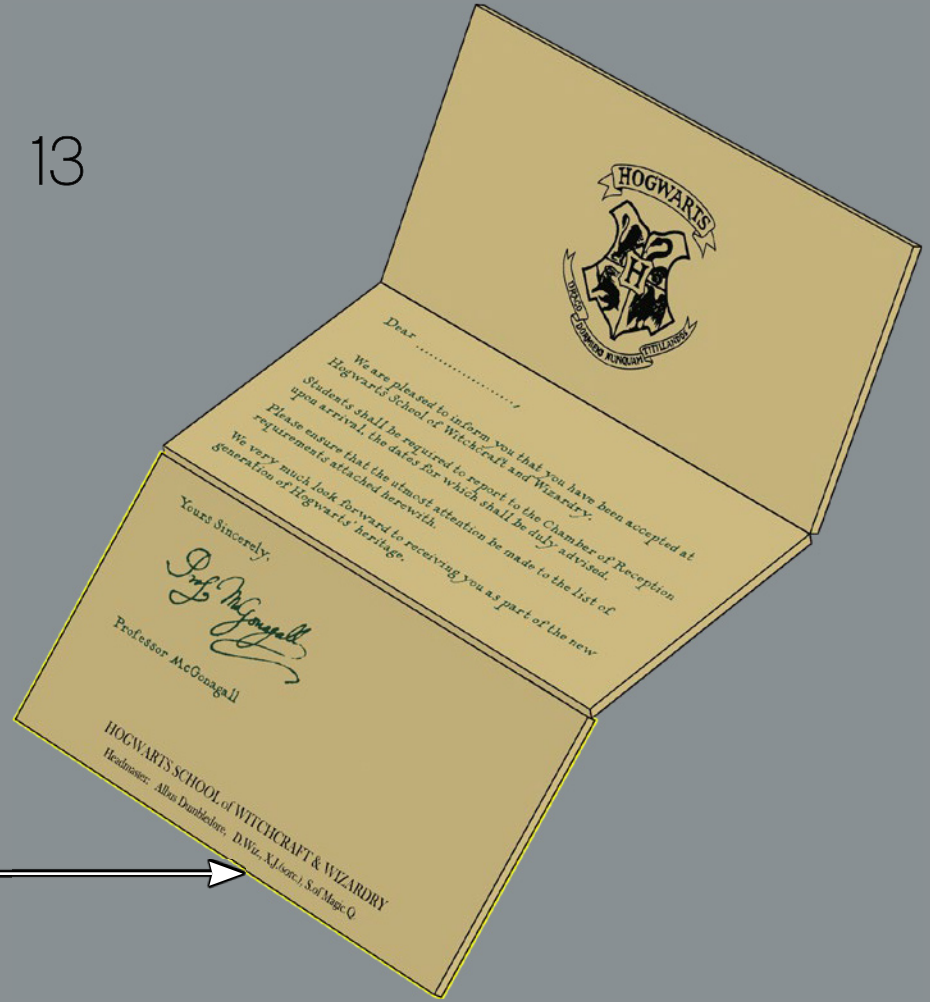 13
HOGWARTS
H
DRACO
DORMIENS NUNQUAM
TITILLANDUS
Dear ......................,
We are pleased to inform you that you have been accepted at
Hogwarts School of Witchcraft and Wizardry.
Students shall be required to report to the Chamber of Reception
upon arrival, the dates for which shall be duly advised.
Please ensure that the utmost attention be made to the list of
requirements attached herewith.
We very much look forward to receiving you as part of the new
generation of Hogwarts' heritage.
Yours Sincerely,
Prof. McGonagall
Professor McGonagall
HOGWARTS SCHOOL of WITCHCRAFT & WIZARDRY
Headmaster: Albus Dumbledore, D.Wiz., X.J.(sorc.), S.of Magic.Q.